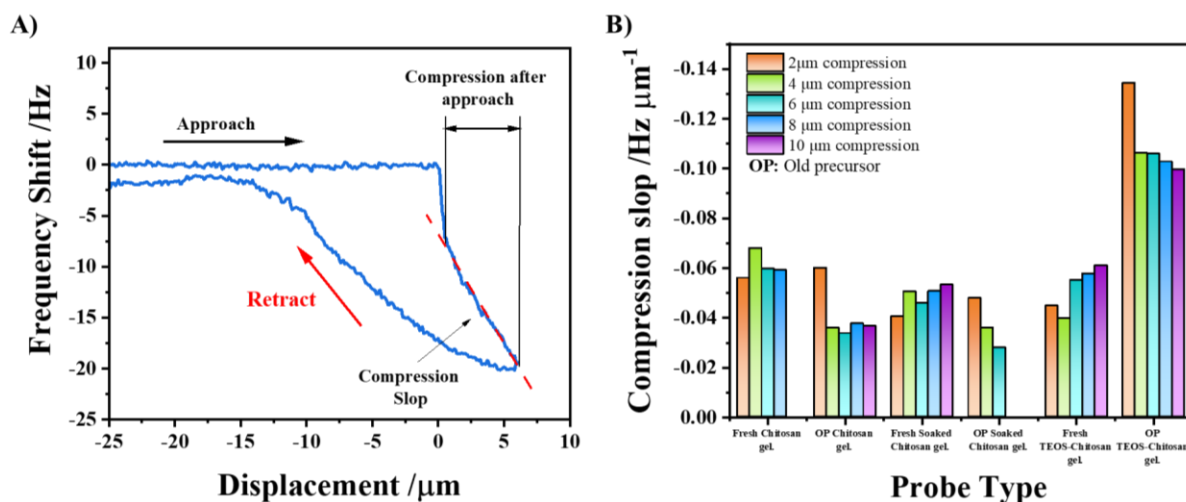 A)
10
5
0
-5
-10
-15
-20
-25
Frequency Shift /Hz
Approach
Compression after
approach
Retract
Compression
Slop
-25
-20
-15
-10
-5
0
5
10
Displacement /μm
B)
-0.14
-0.12
-0.10
-0.08
-0.06
-0.04
-0.02
0.00
Compression slop /Hz μm⁻¹
2μm compression
4 μm compression
6 μm compression
8 μm compression
10 μm compression
OP: Old precursor
Fresh Chitosan
geL
OP Chitosan
geL
Fresh Soaked
Chitosan geL
OP Soaked
Chitosan geL
Fresh
TEOS-Chitosan
geL
OP
TEOS-Chitosan
geL
Probe Type